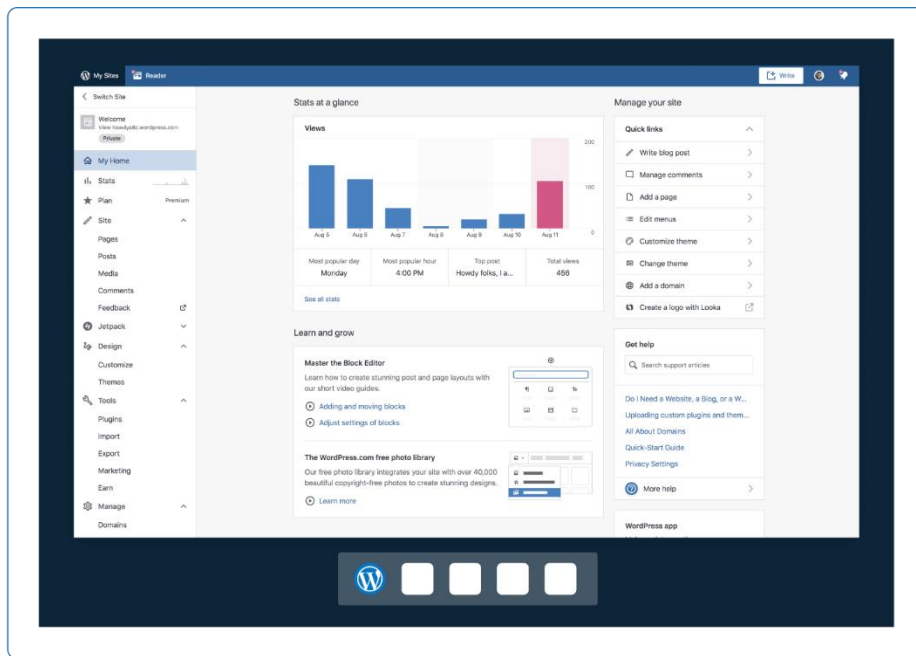 My Sites
Reader
Write
Switch Site
Welcome
View howdyllc.wordpress.com
Private
My Home
Stats
Plan
Premium
Site
Pages
Posts
Media
Comments
Feedback
Jetpack
Design
Customize
Themes
Tools
Plugins
Import
Export
Marketing
Earn
Manage
Domains
Stats at a glance
Views
200
100
0
Aug 5
Aug 6
Aug 7
Aug 8
Aug 9
Aug 10
Aug 11
Most popular day
Monday
Most popular hour
4:00 PM
Top post
Howdy folks, I a...
Total views
456
See all stats
Learn and grow
Master the Block Editor
Learn how to create stunning post and page layouts with
our short video guides.
Adding and moving blocks
Adjust settings of blocks
The WordPress.com free photo library
Our free photo library integrates your site with over 40,000
beautiful copyright-free photos to create stunning designs.
Learn more
Manage your site
Quick links
Write blog post
Manage comments
Add a page
Edit menus
Customize theme
Change theme
Add a domain
Create a logo with Looka
Get help
Search support articles
Do I Need a Website, a Blog, or a W...
Uploading custom plugins and them...
All About Domains
Quick-Start Guide
Privacy Settings
More help
WordPress app